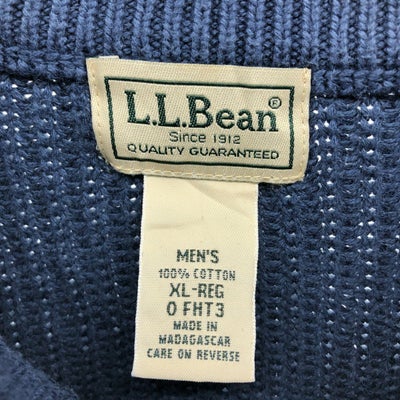 L.L.Bean®
Since 1912
QUALITY GUARANTEED
MEN'S
100% COTTON
XL-REG
0 FHT3
MADE IN
MADAGASCAR
CARE ON REVERSE